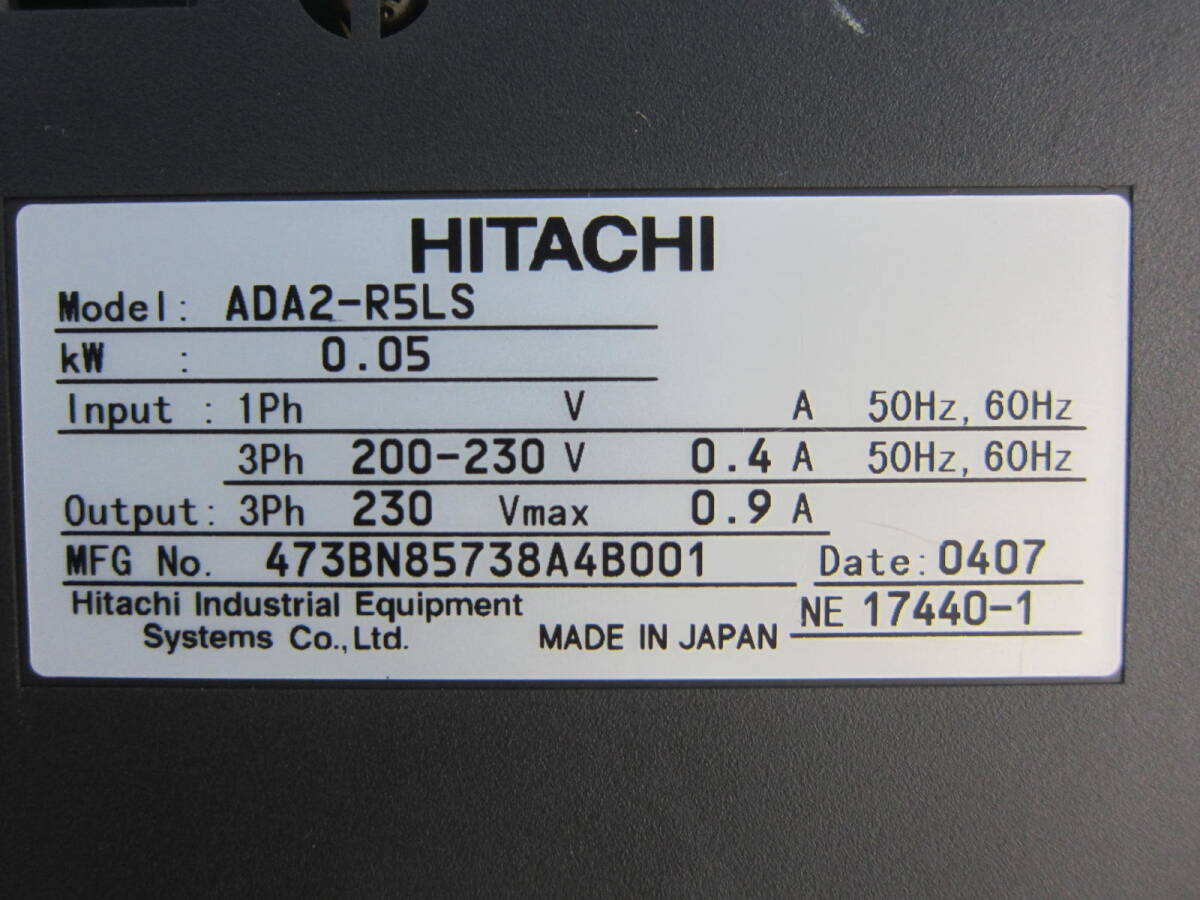 HITACHI
Model: ADA2-R5LS
kW : 0.05
Input : 1Ph V A 50Hz, 60Hz
3Ph 200-230 V 0.4 A 50Hz, 60Hz
Output: 3Ph 230 Vmax 0.9 A
MFG No. 473BN85738A4B001 Date: 0407
Hitachi Industrial Equipment NE 17440-1
Systems Co.,Ltd. MADE IN JAPAN